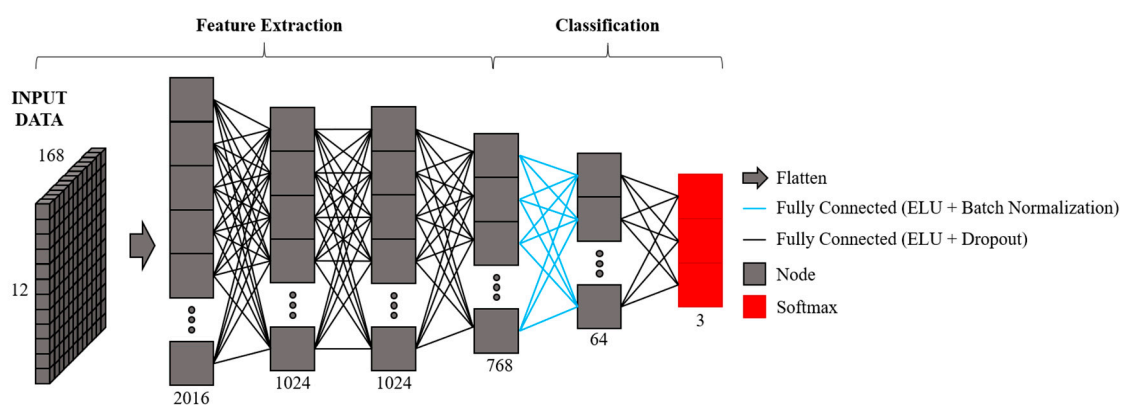 Feature Extraction
Classification
INPUT
DATA
168
12
2016
1024
1024
768
64
3
Flatten
Fully Connected (ELU + Batch Normalization)
Fully Connected (ELU + Dropout)
Node
Softmax